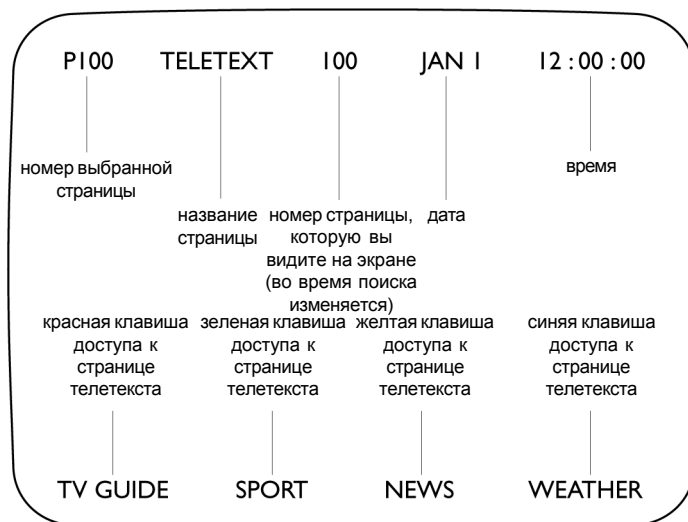 P100 TELETEXT 100 JAN 1 12 : 00 : 00
номер выбранной
страницы
время
название
страницы
номер страницы,
которую вы
видите на экране
(во время поиска
изменяется)
дата
красная клавиша
доступа к
странице
телетекста
зеленая клавиша
доступа к
странице
телетекста
желтая клавиша
доступа к
странице
телетекста
синяя клавиша
доступа к
странице
телетекста
TV GUIDE SPORT NEWS WEATHER